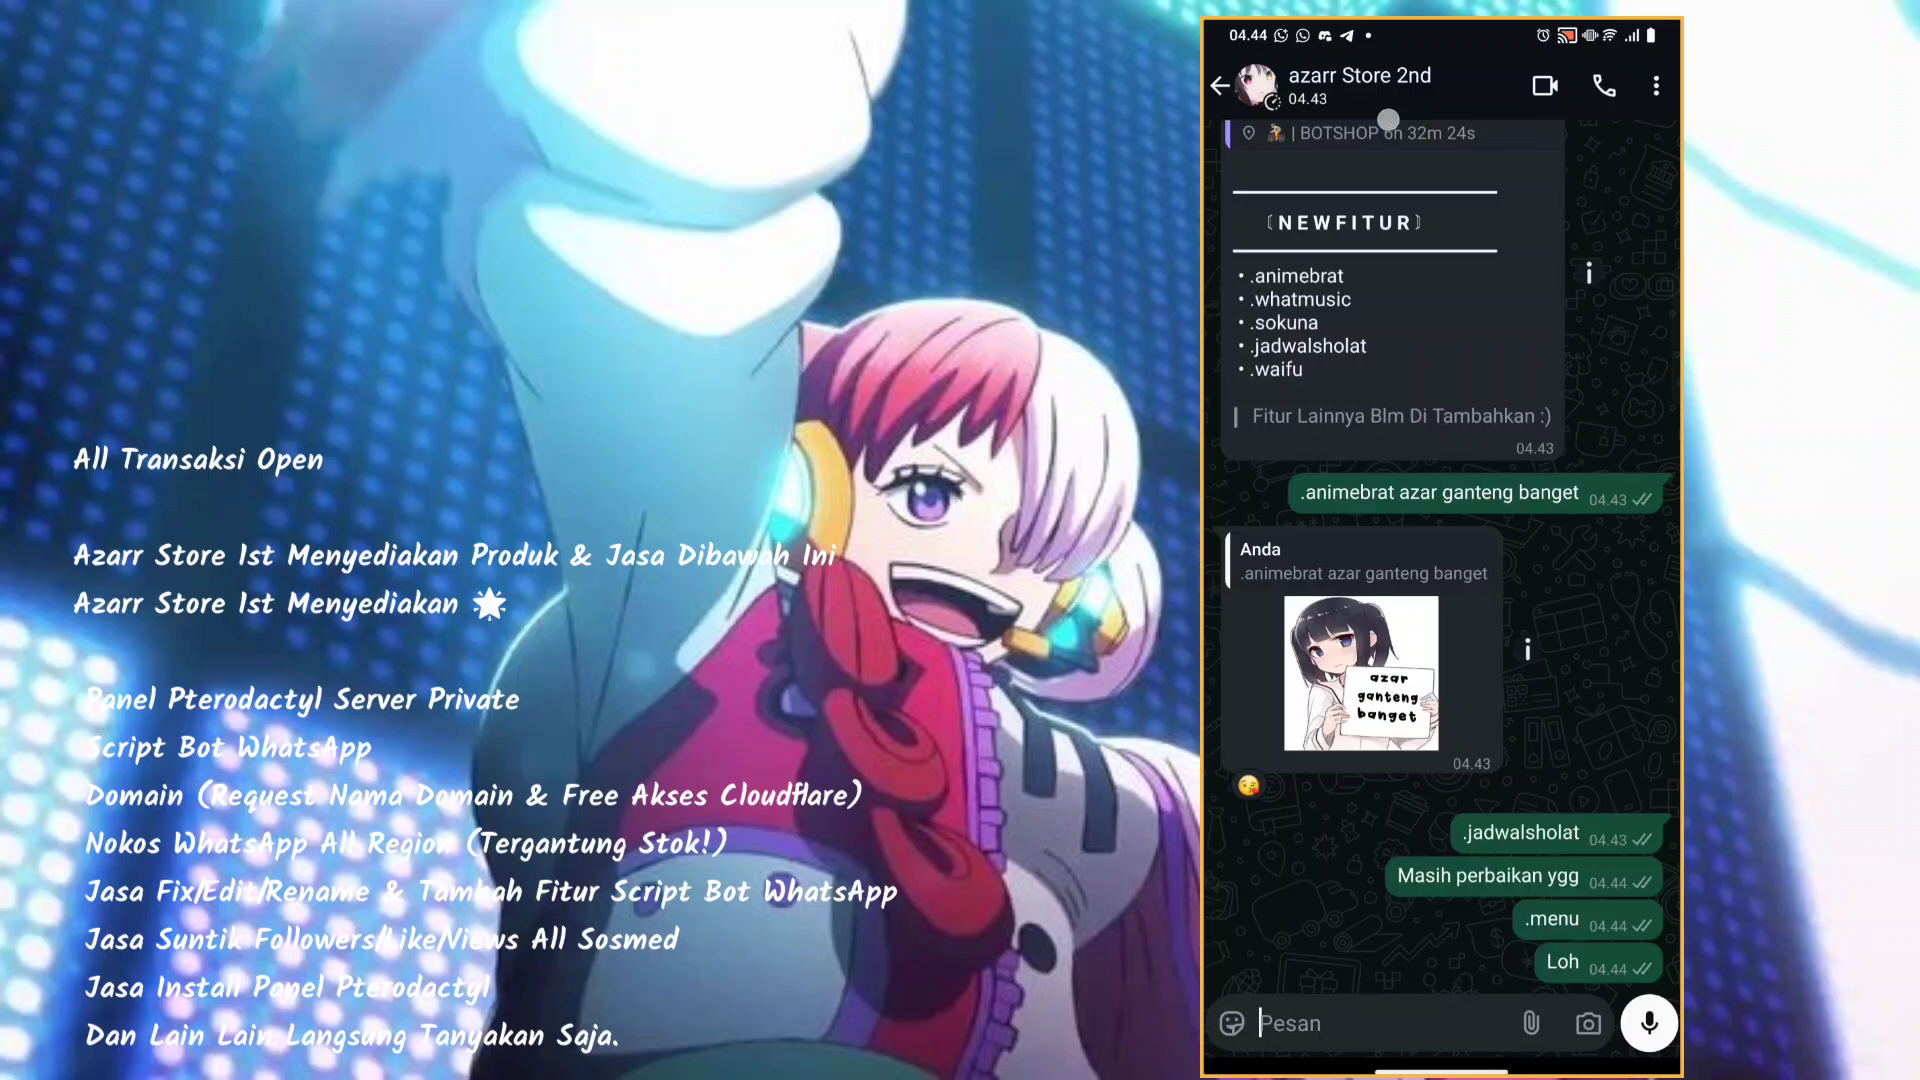 All Transaksi Open
Azarr Store 1st Menyediakan Produk & Jasa Dibawah Ini
Azarr Store 1st Menyediakan 🌟
Panel Pterodactyl Server Private
Script Bot WhatsApp
Domain (Request Nama Domain & Free Akses Cloudflare)
Nokos WhatsApp All Region (Tergantung Stok!)
Jasa Fix/Edit/Rename & Tambah Fitur Script Bot WhatsApp
Jasa Suntik Followers/Like/Views All Sosmed
Jasa Install Panel Pterodactyl
Dan Lain Lain Langsung Tanyakan Saja.
04.44
azarr Store 2nd
04.43
| BOTSHOP 6h 32m 24s
〔 N E W F I T U R 〕
• .animebrat
• .whatmusic
• .sokuna
• .jadwalsholat
• .waifu
Fitur Lainnya Blm Di Tambahkan :)
04.43
.animebrat azar ganteng banget 04.43
Anda
.animebrat azar ganteng banget
azar
ganteng
banget
04.43
.jadwalsholat 04.43
Masih perbaikan ygg 04.44
.menu 04.44
Loh 04.44
Pesan